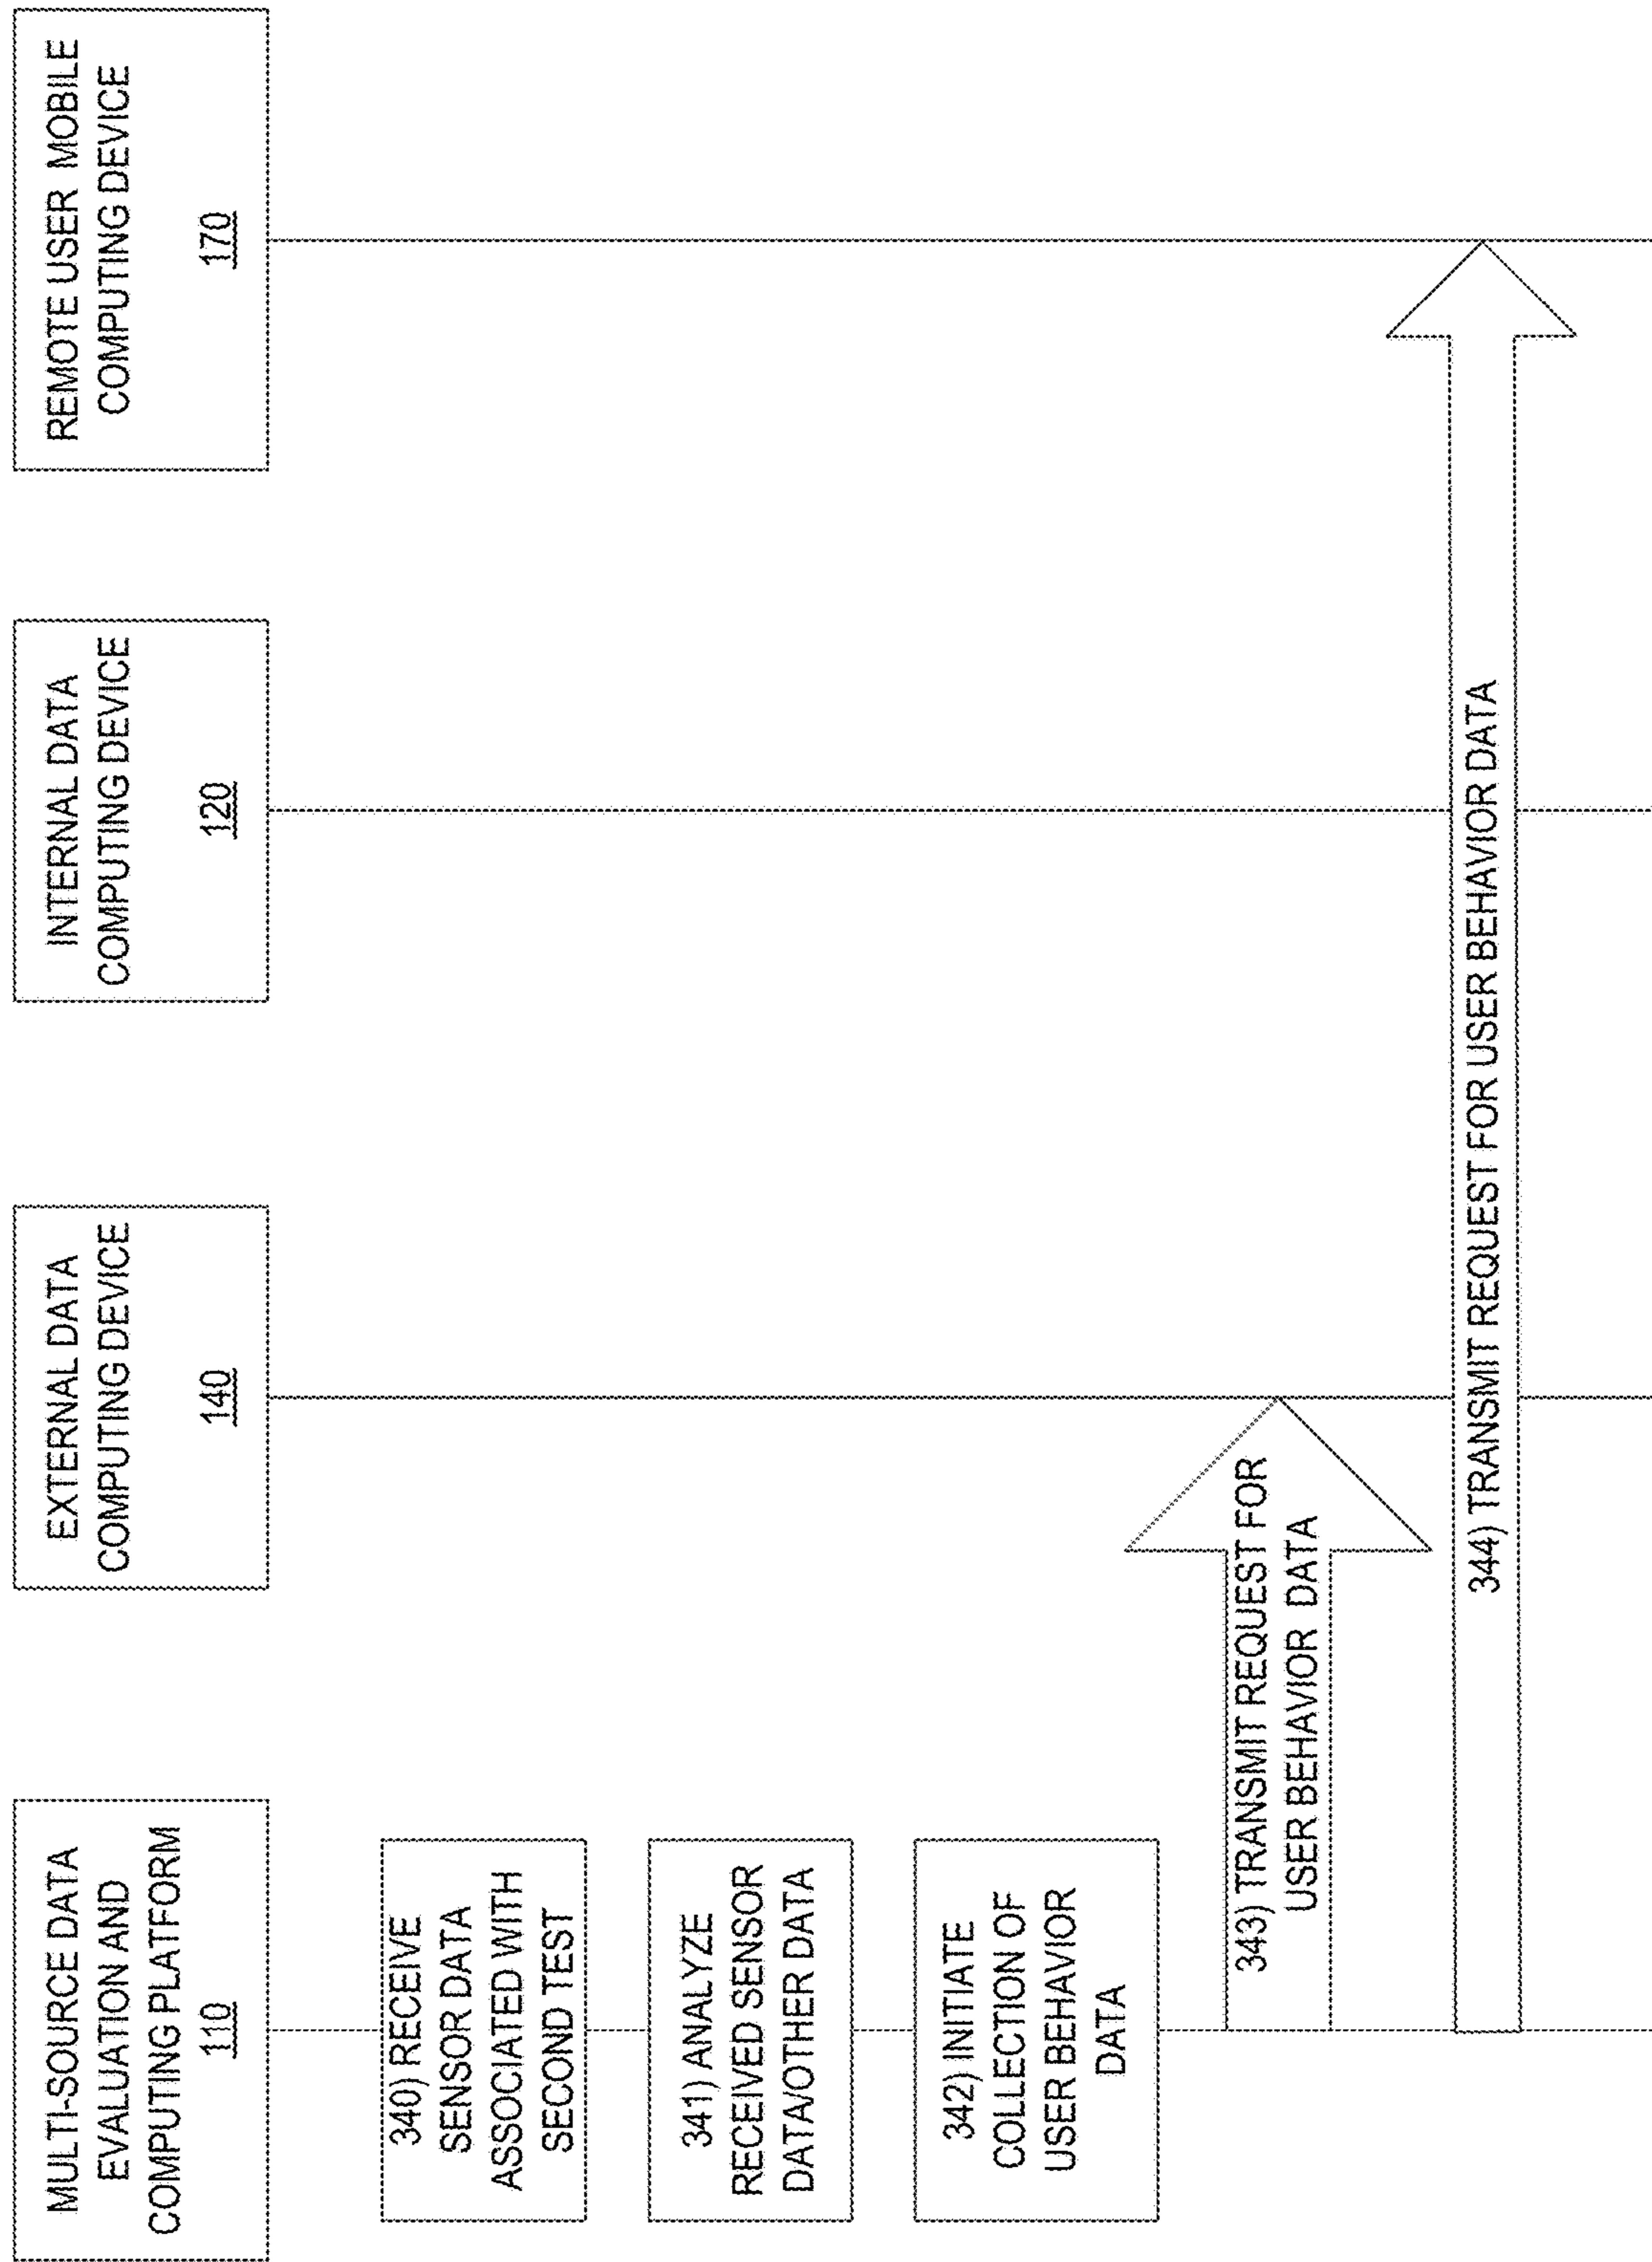 MULTI-SOURCE DATA
EVALUATION AND
COMPUTING PLATFORM
110
EXTERNAL DATA
COMPUTING DEVICE
140
INTERNAL DATA
COMPUTING DEVICE
120
REMOTE USER MOBILE
COMPUTING DEVICE
170
340) RECEIVE
SENSOR DATA
ASSOCIATED WITH
SECOND TEST
341) ANALYZE
RECEIVED SENSOR
DATA/OTHER DATA
342) INITIATE
COLLECTION OF
USER BEHAVIOR
DATA
343) TRANSMIT REQUEST FOR
USER BEHAVIOR DATA
344) TRANSMIT REQUEST FOR USER BEHAVIOR DATA